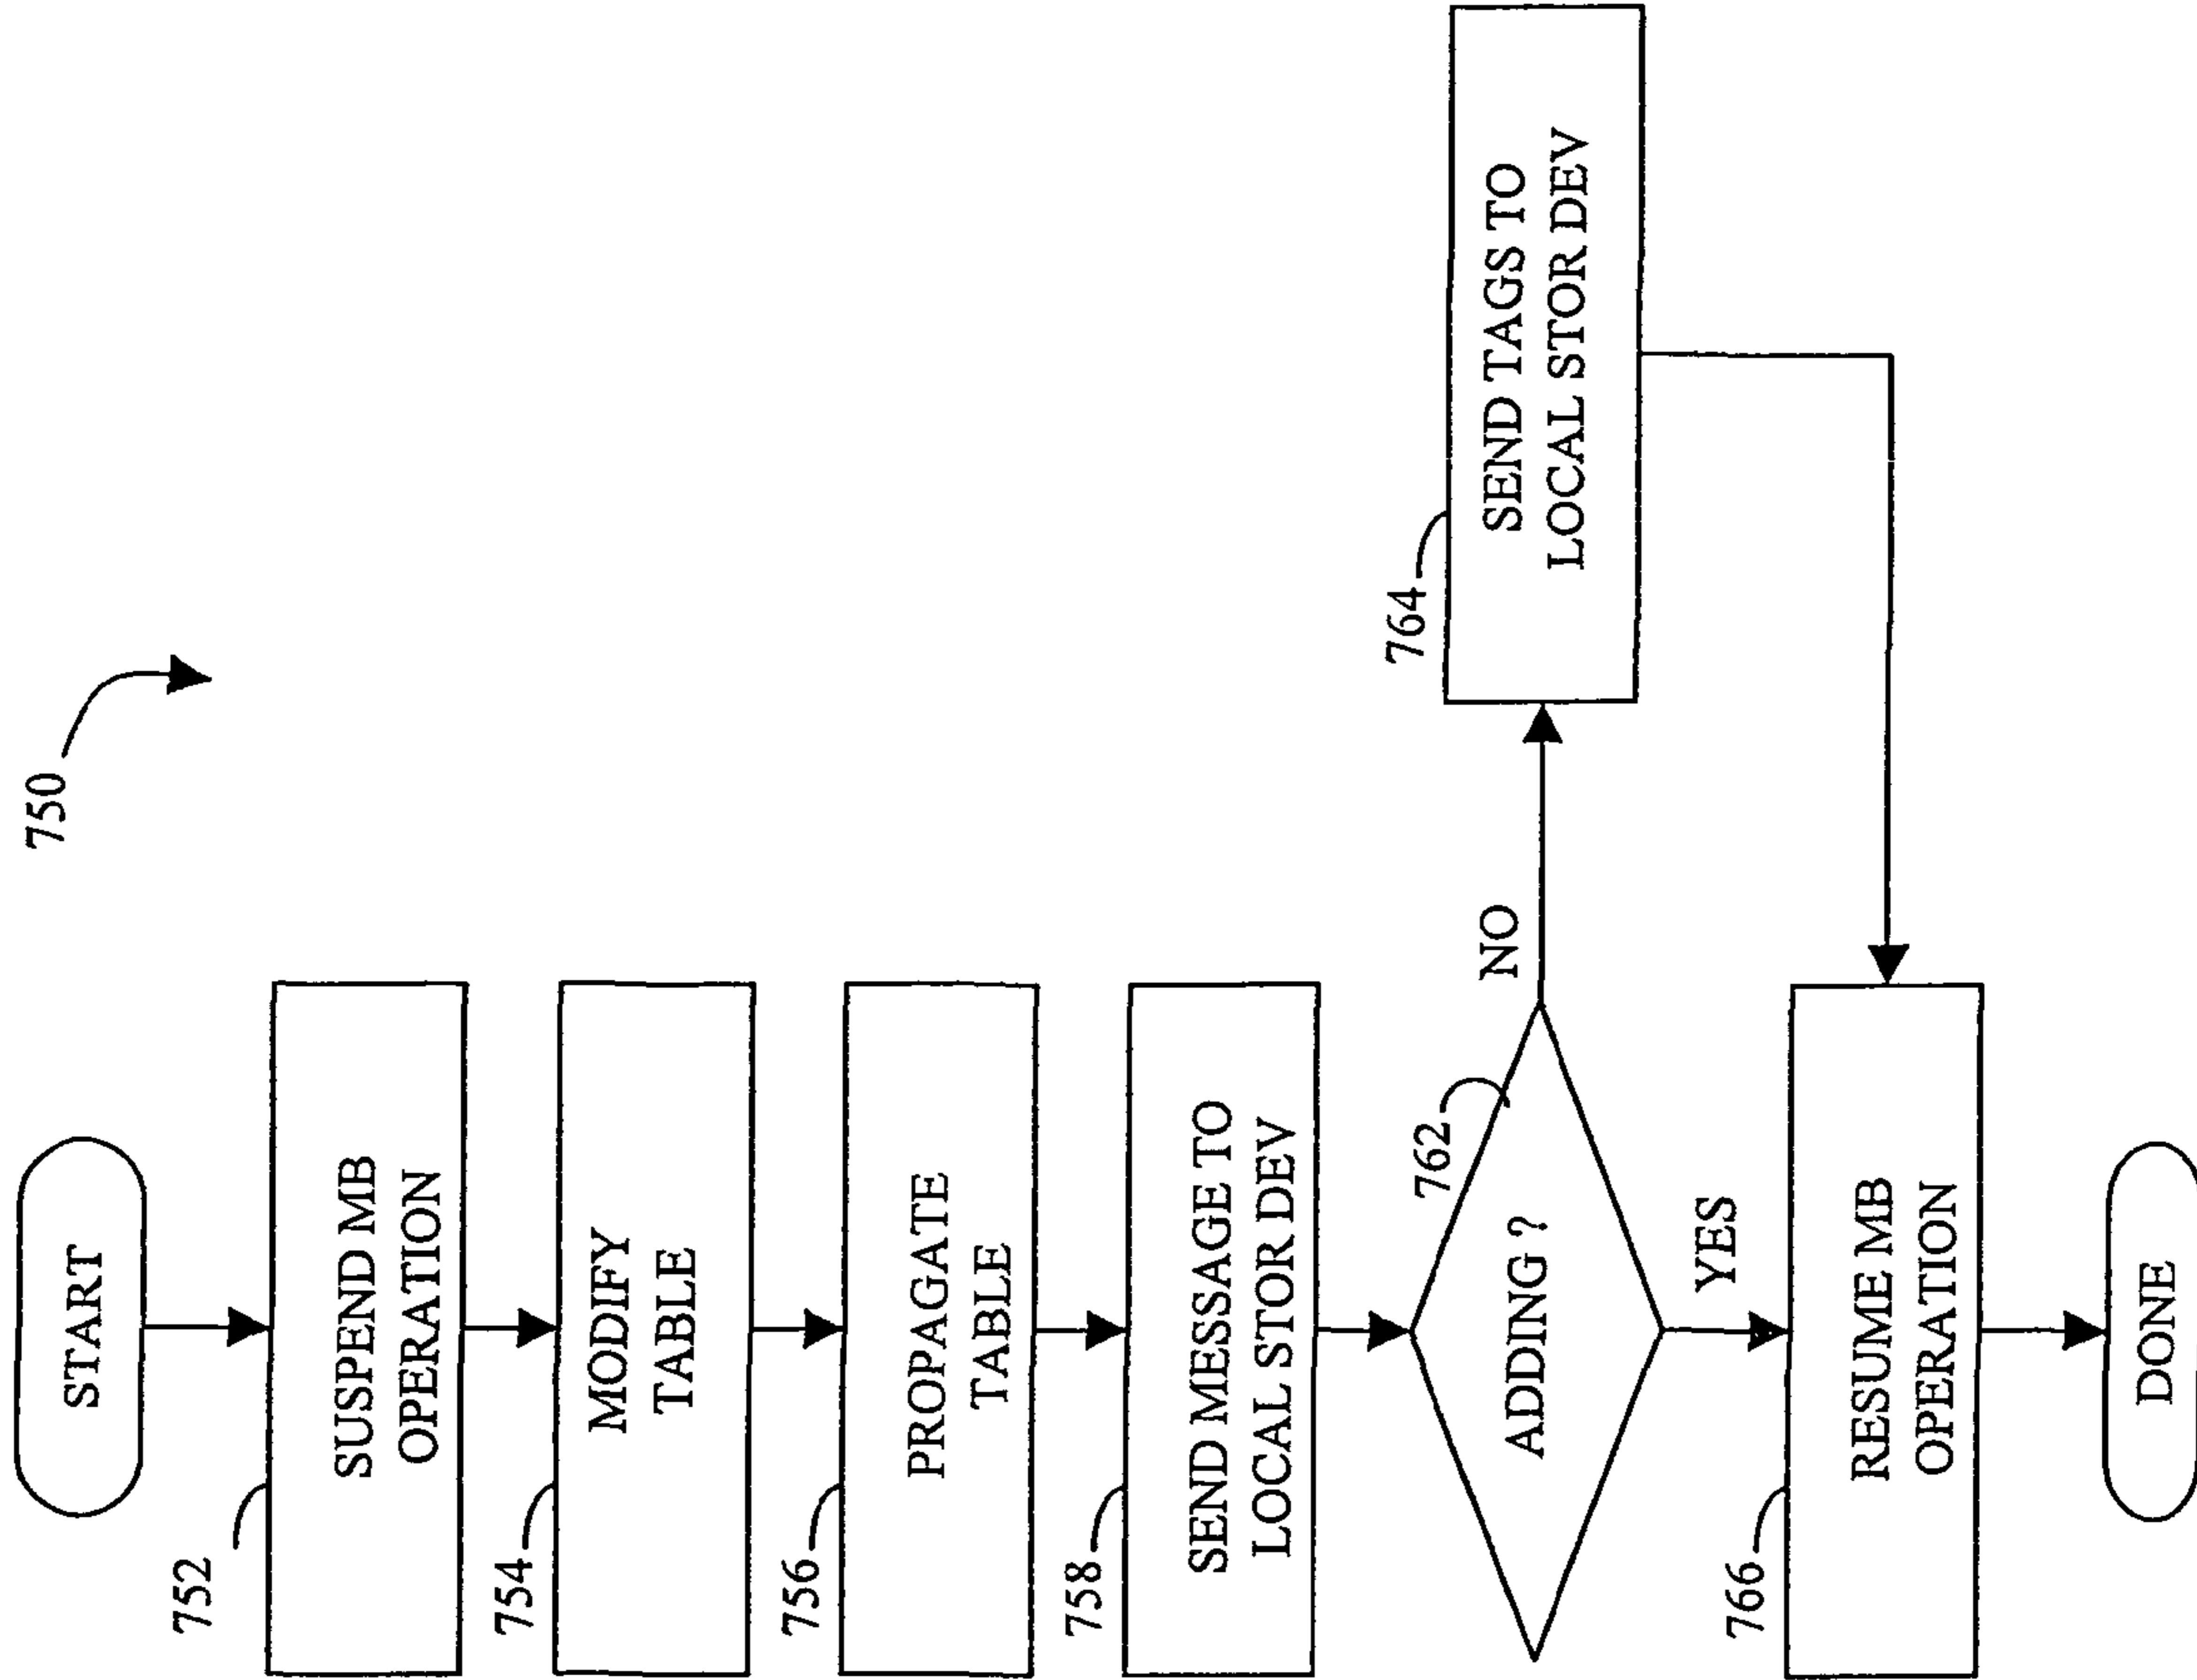 750
START
752
SUSPEND MB
OPERATION
754
MODIFY
TABLE
756
PROPAGATE
TABLE
758
SEND MESSAGE TO
LOCAL STOR DEV
762
ADDING ?
NO
764
SEND TAGS TO
LOCAL STOR DEV
YES
766
RESUME MB
OPERATION
DONE